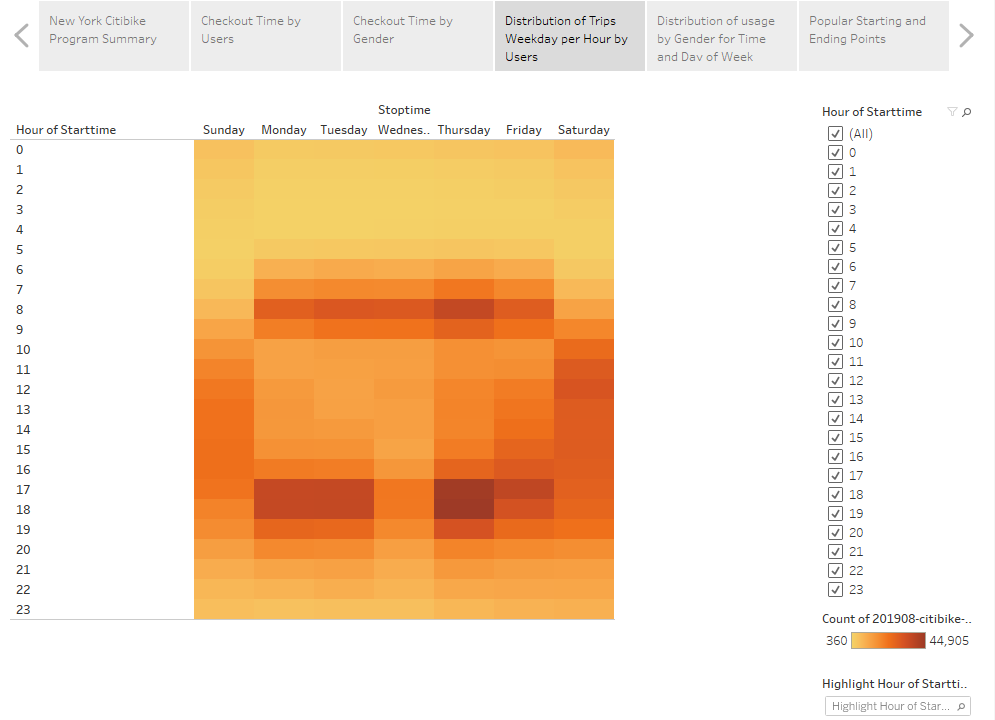 New York Citibike
Program Summary
Checkout Time by
Users
Checkout Time by
Gender
Distribution of Trips
Weekday per Hour by
Users
Distribution of usage
by Gender for Time
and Day of Week
Popular Starting and
Ending Points
Stoptime
Hour of Starttime
Sunday Monday Tuesday Wednes.. Thursday Friday Saturday
0
1
2
3
4
5
6
7
8
9
10
11
12
13
14
15
16
17
18
19
20
21
22
23
Hour of Starttime
(All)
0
1
2
3
4
5
6
7
8
9
10
11
12
13
14
15
16
17
18
19
20
21
22
23
Count of 201908-citibike-..
360 44,905
Highlight Hour of Startti..
Highlight Hour of Star...